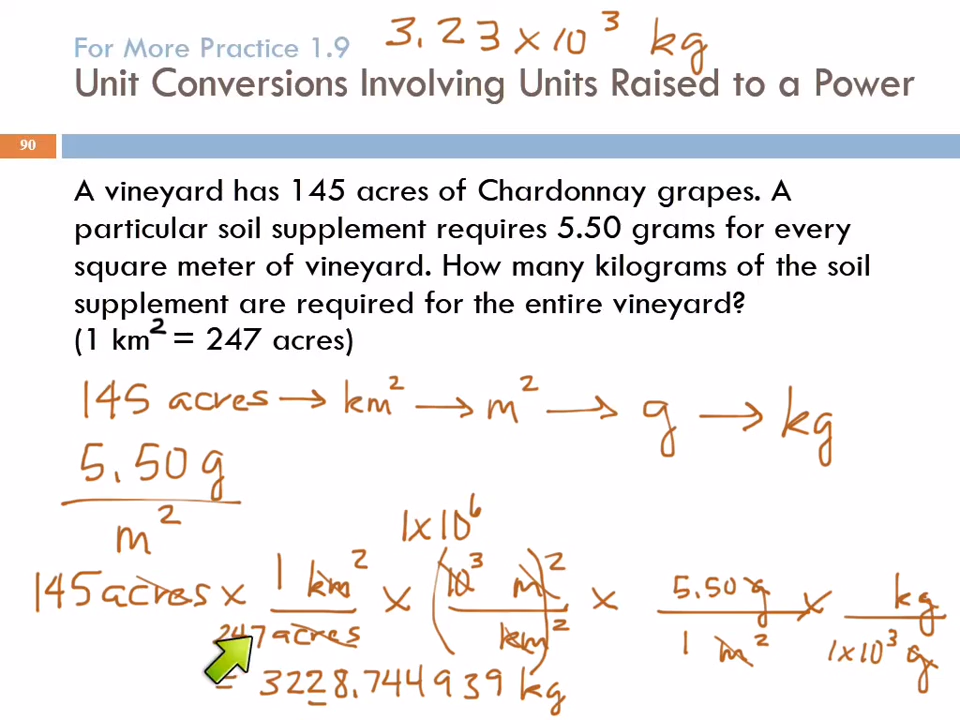 For More Practice 1.9 3.23 x 10³ kg
Unit Conversions Involving Units Raised to a Power
90
A vineyard has 145 acres of Chardonnay grapes. A
particular soil supplement requires 5.50 grams for every
square meter of vineyard. How many kilograms of the soil
supplement are required for the entire vineyard?
(1 km² = 247 acres)
145 acres → km² → m² → g → kg
5.50 g
m²
1x10⁶
145 acres x 1 km² x (10³ m)² x 5.50 g x kg
247 acres km² 1 m² 1x10³ g
= 3228.744939 kg